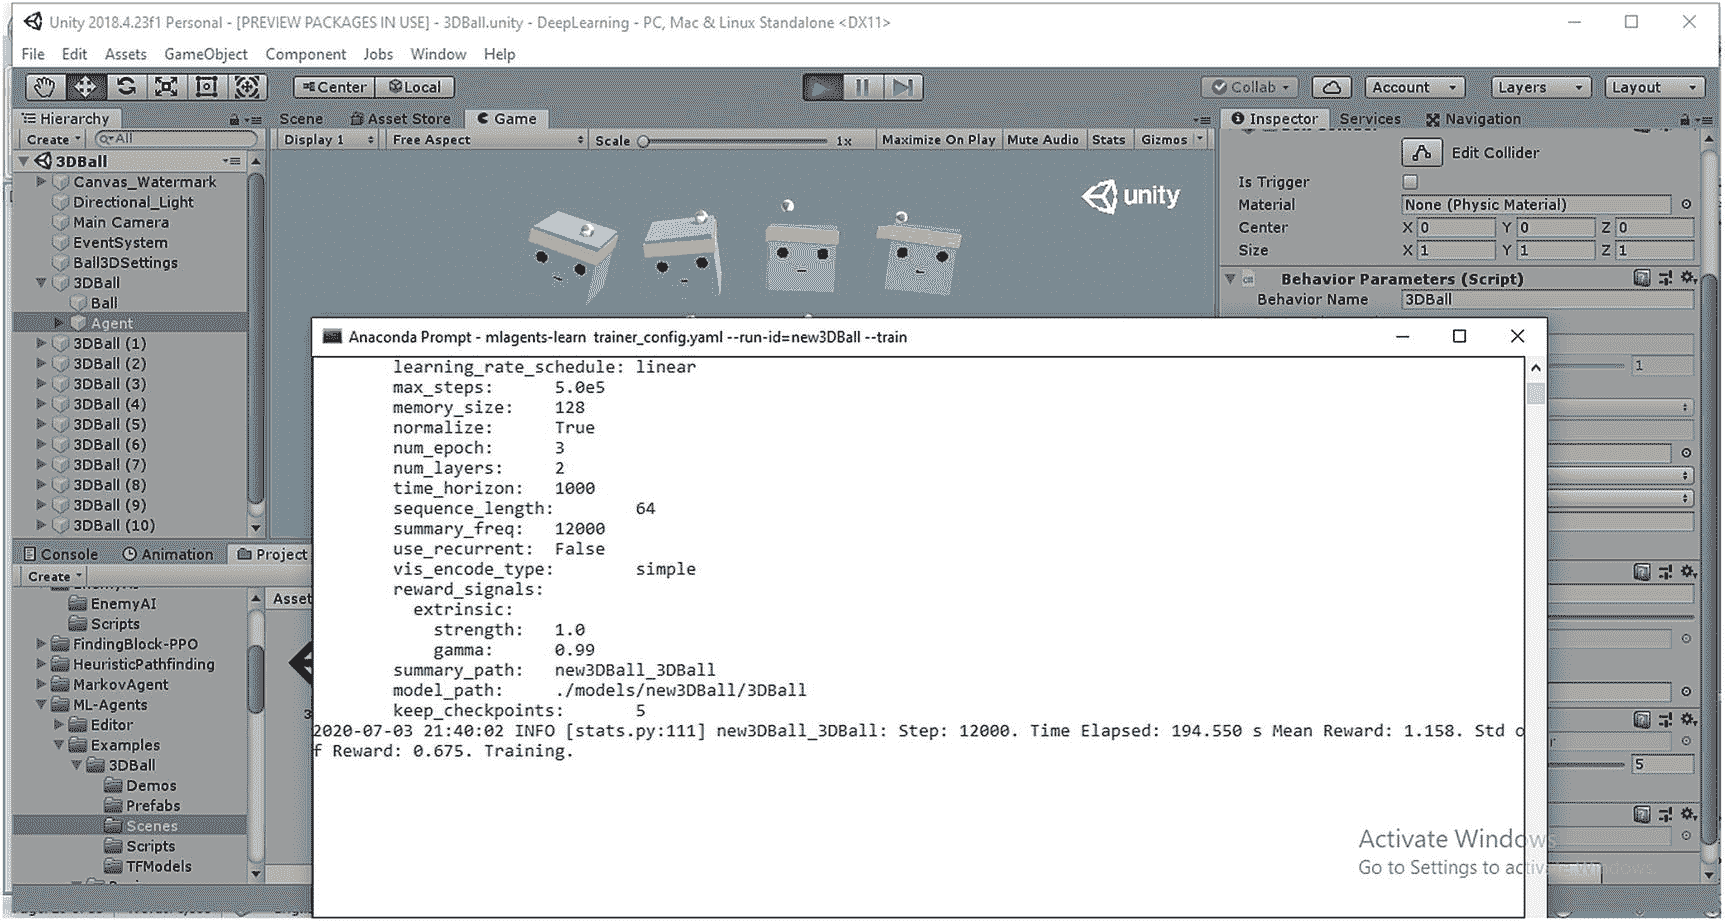 Unity 2018.4.23f1 Personal - [PREVIEW PACKAGES IN USE] - 3DBall.unity - DeepLearning - PC, Mac & Linux Standalone <DX11>
File Edit Assets GameObject Component Jobs Window Help
Center Local Collab Account Layers Layout
Hierarchy
Create All
3DBall
Canvas_Watermark
Directional_Light
Main Camera
EventSystem
Ball3DSettings
3DBall
Ball
Agent
3DBall (1)
3DBall (2)
3DBall (3)
3DBall (4)
3DBall (5)
3DBall (6)
3DBall (7)
3DBall (8)
3DBall (9)
3DBall (10)
Scene Asset Store Game
Display 1 Free Aspect Scale 1x Maximize On Play Mute Audio Stats Gizmos
unity
Inspector Services Navigation
Edit Collider
Is Trigger
Material None (Physic Material)
Center X 0 Y 0 Z 0
Size X 1 Y 1 Z 1
Behavior Parameters (Script)
Behavior Name 3DBall
1
5
Console Animation Project
Create
EnemyAI
Scripts
FindingBlock-PPO
HeuristicPathfinding
MarkovAgent
ML-Agents
Editor
Examples
3DBall
Demos
Prefabs
Scenes
Scripts
TFModels
Asset
Anaconda Prompt - mlagents-learn trainer_config.yaml --run-id=new3DBall --train
learning_rate_schedule: linear
max_steps: 5.0e5
memory_size: 128
normalize: True
num_epoch: 3
num_layers: 2
time_horizon: 1000
sequence_length: 64
summary_freq: 12000
use_recurrent: False
vis_encode_type: simple
reward_signals:
extrinsic:
strength: 1.0
gamma: 0.99
summary_path: new3DBall_3DBall
model_path: ./models/new3DBall/3DBall
keep_checkpoints: 5
2020-07-03 21:40:02 INFO [stats.py:111] new3DBall_3DBall: Step: 12000. Time Elapsed: 194.550 s Mean Reward: 1.158. Std o
f Reward: 0.675. Training.
Activate Windows
Go to Settings to activate Windows.